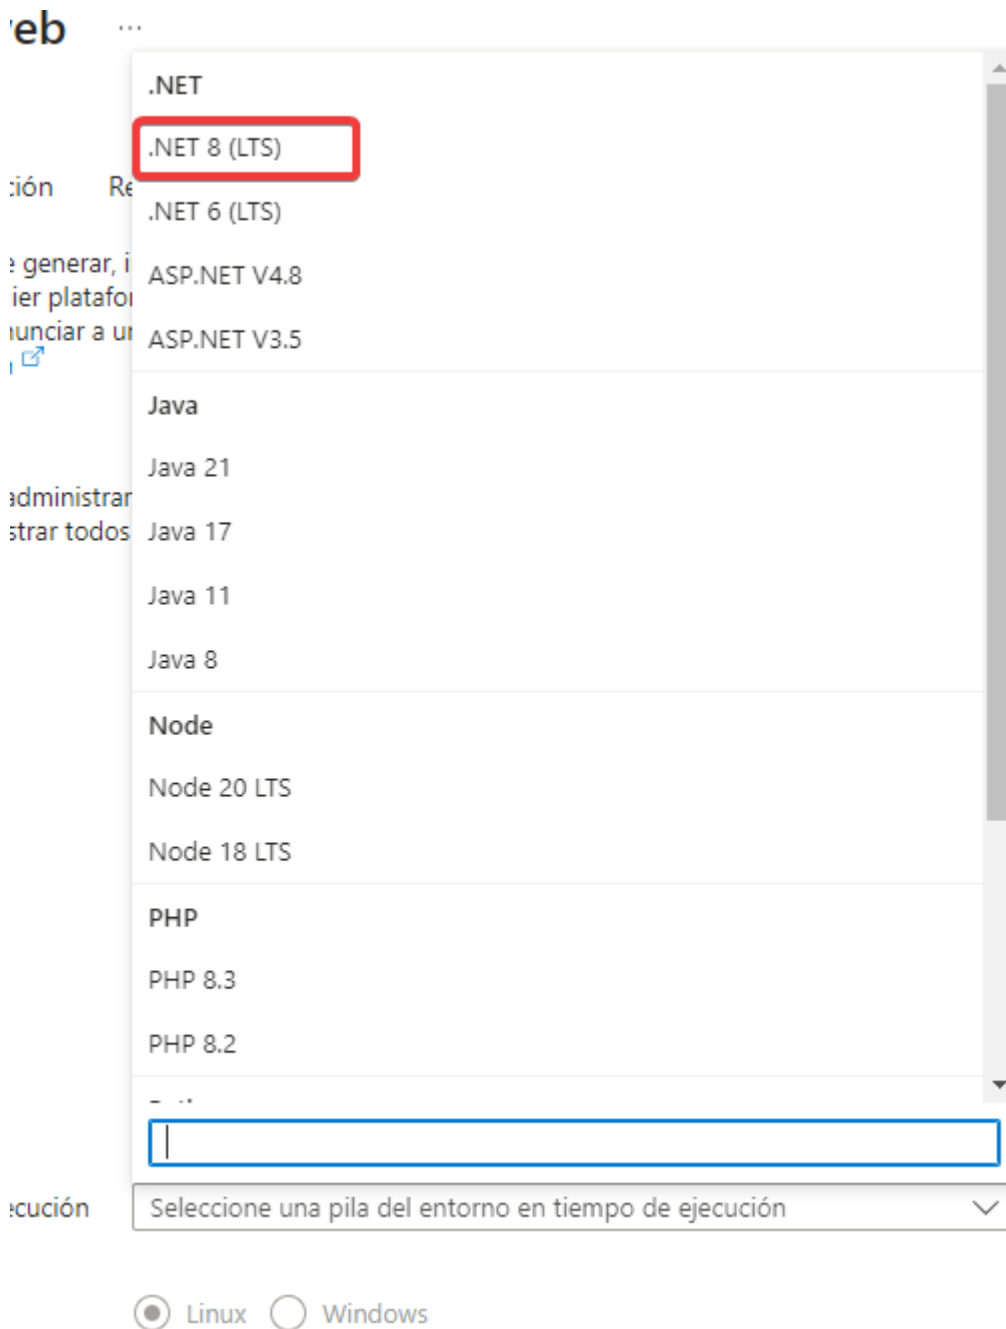 eb ...
.NET
.NET 8 (LTS)
ción Re
.NET 6 (LTS)
e generar, i
ier platafor
ASP.NET V4.8
nunciar a un
ASP.NET V3.5
Java
Java 21
administrar
strar todos
Java 17
Java 11
Java 8
Node
Node 20 LTS
Node 18 LTS
PHP
PHP 8.3
PHP 8.2
ecución
Seleccione una pila del entorno en tiempo de ejecución
Linux Windows